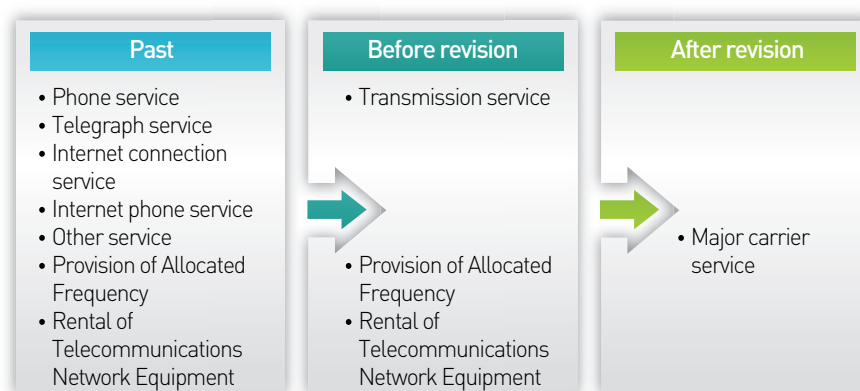 Past
• Phone service
• Telegraph service
• Internet connection
service
• Internet phone service
• Other service
• Provision of Allocated
Frequency
• Rental of
Telecommunications
Network Equipment
Before revision
• Transmission service
• Provision of Allocated
Frequency
• Rental of
Telecommunications
Network Equipment
After revision
• Major carrier
service